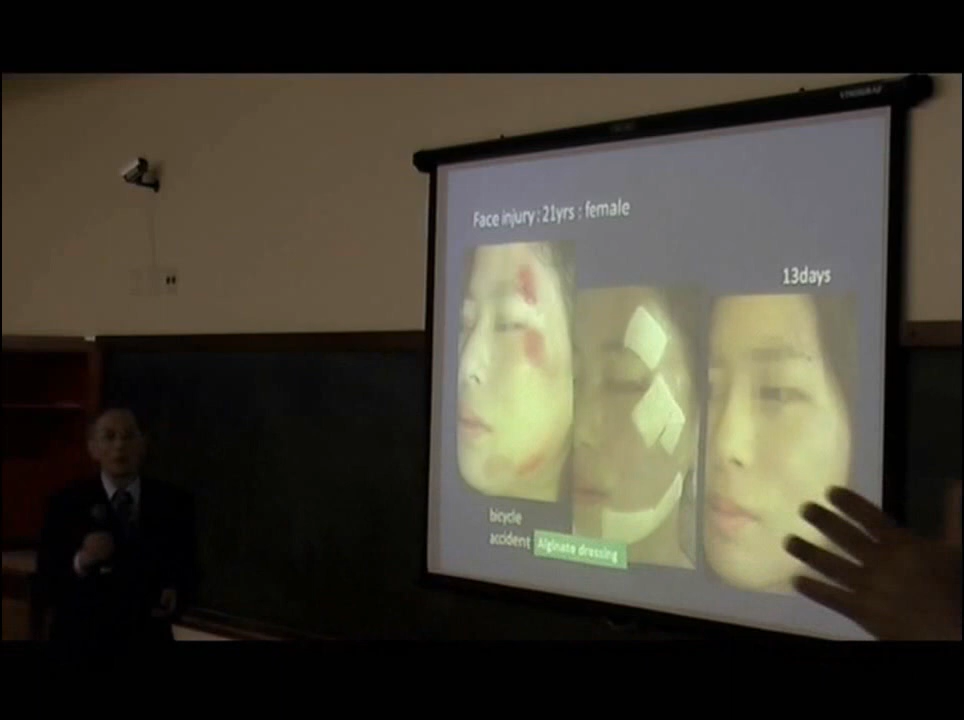 Face injury : 21yrs : female
13days
bicycle
accident
Alginate dressing